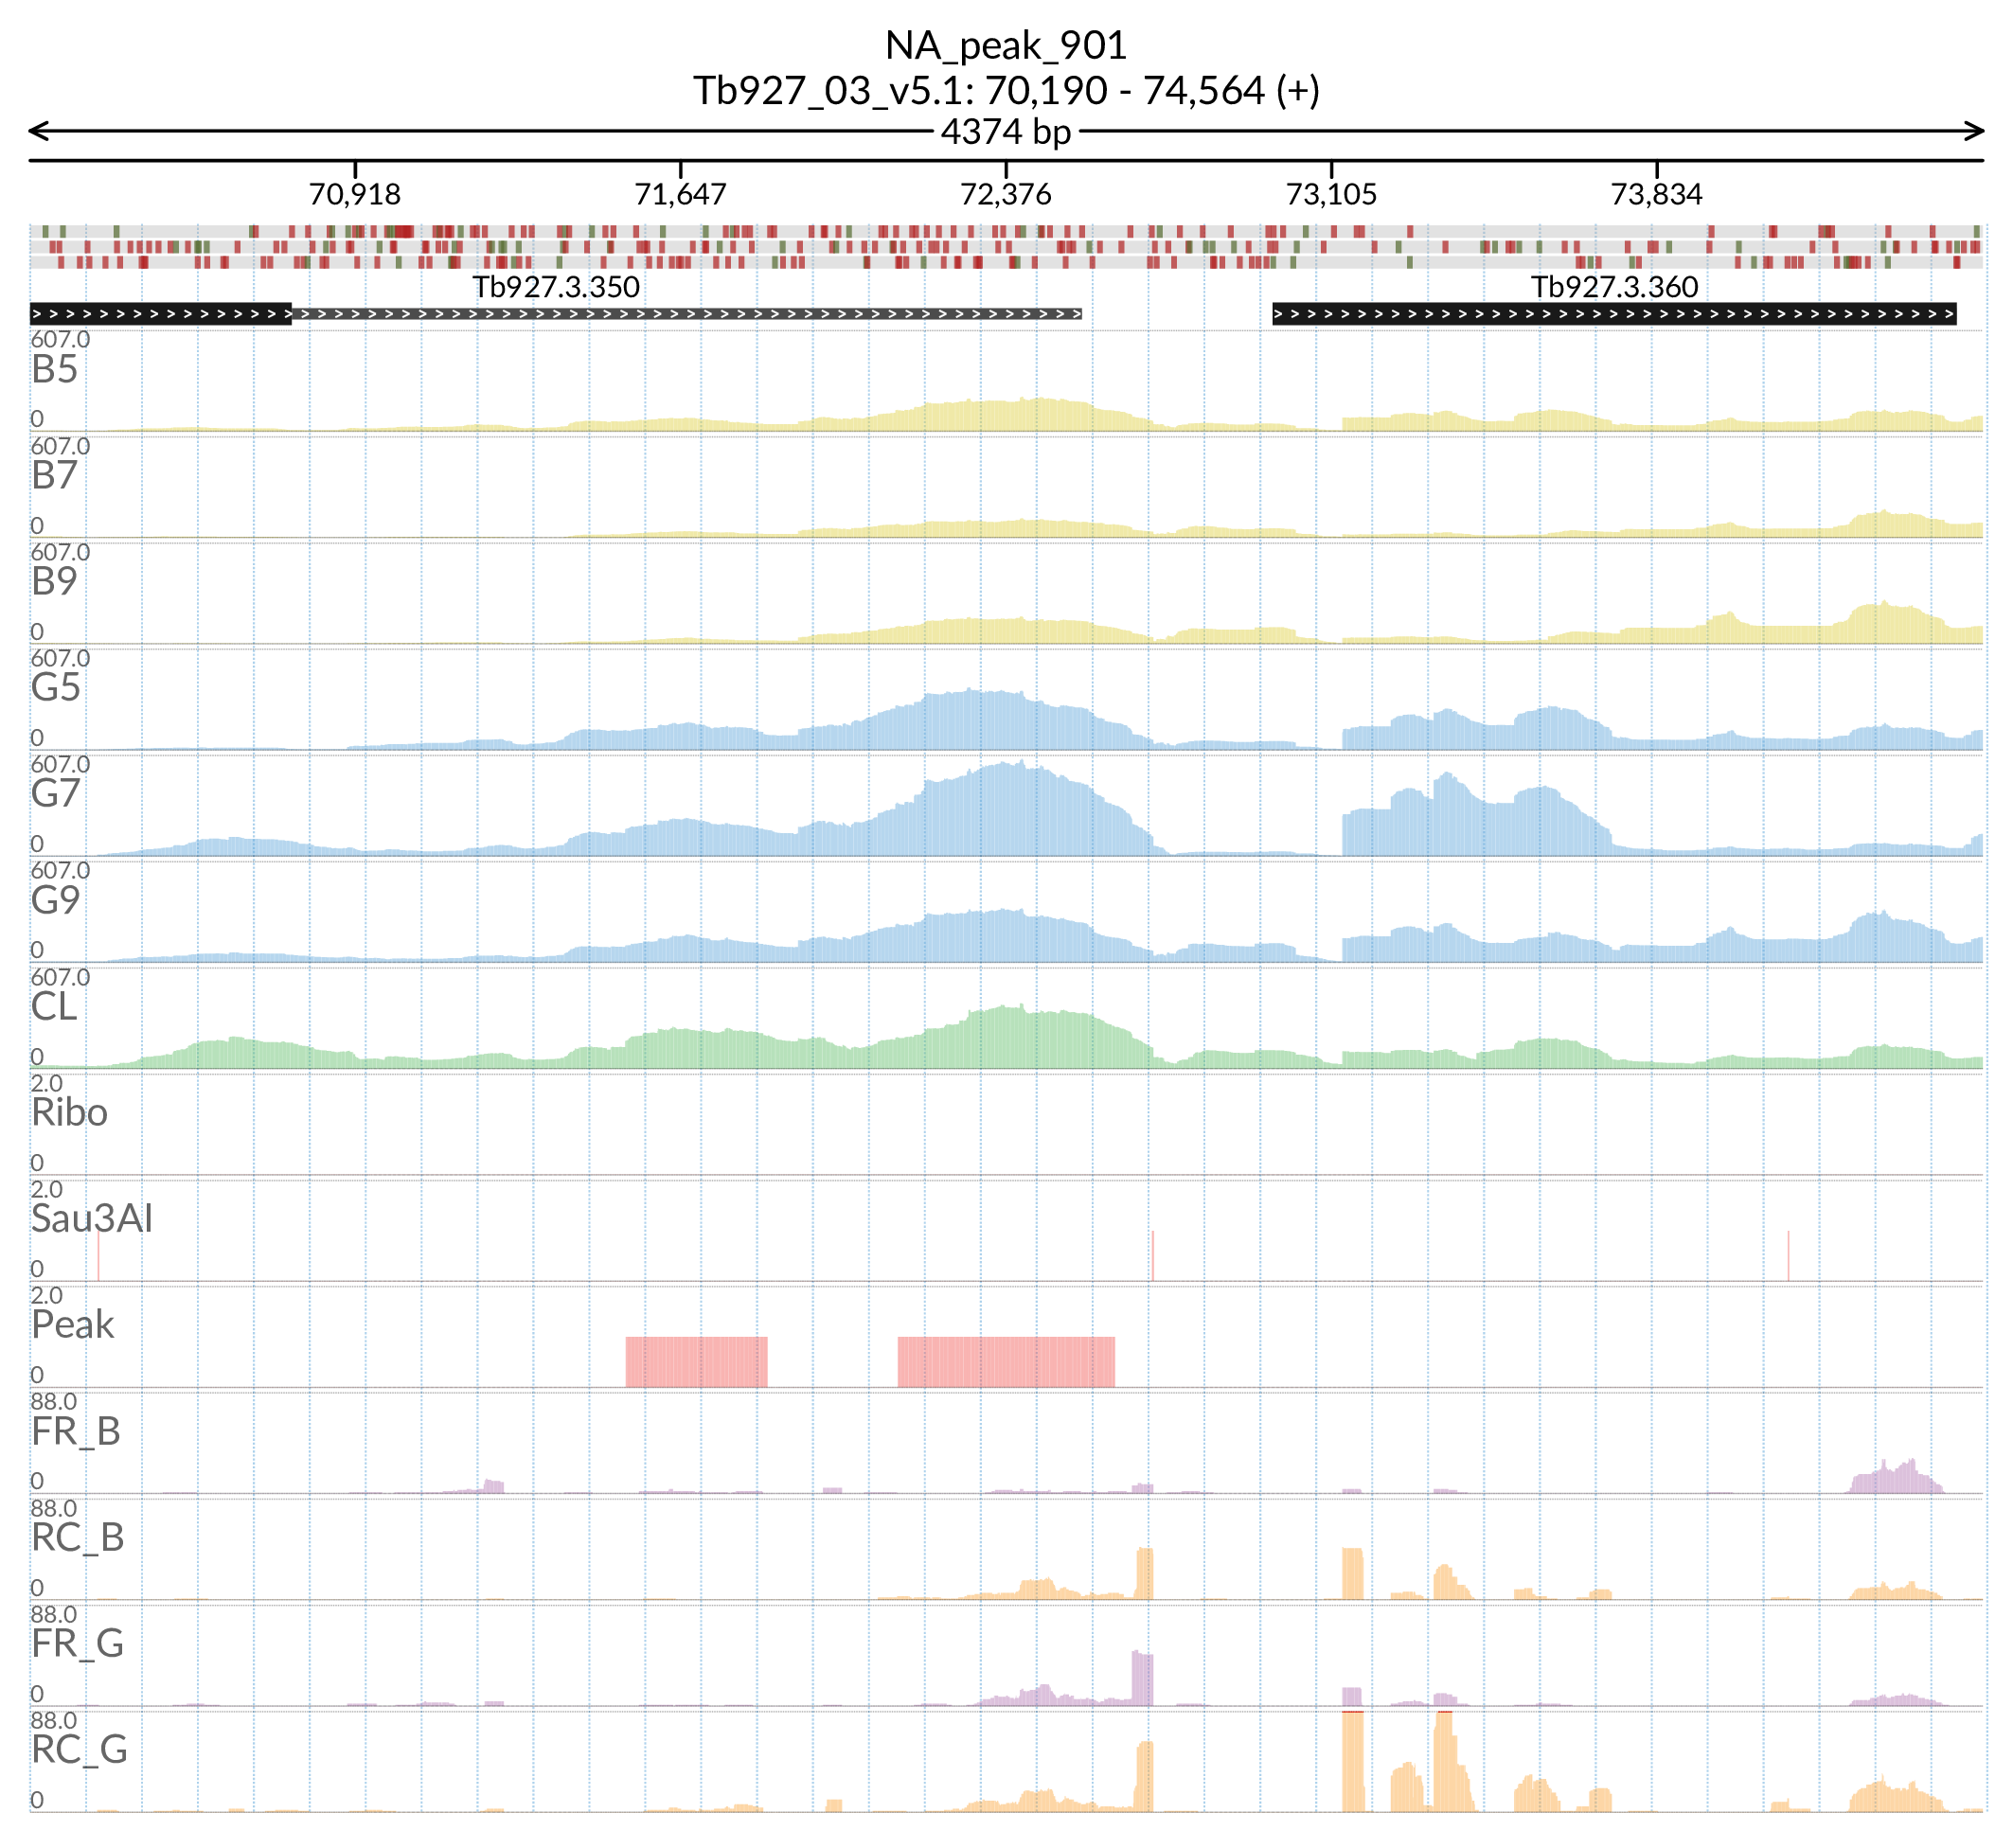 NA_peak_901
Tb927_03_v5.1: 70,190 - 74,564 (+)
4374 bp
70,918 71,647 72,376 73,105 73,834
Tb927.3.350 Tb927.3.360
607.0
B5
0
607.0
B7
0
607.0
B9
0
607.0
G5
0
607.0
G7
0
607.0
G9
0
607.0
CL
0
2.0
Ribo
0
2.0
Sau3AI
0
2.0
Peak
0
88.0
FR_B
0
88.0
RC_B
0
88.0
FR_G
0
88.0
RC_G
0